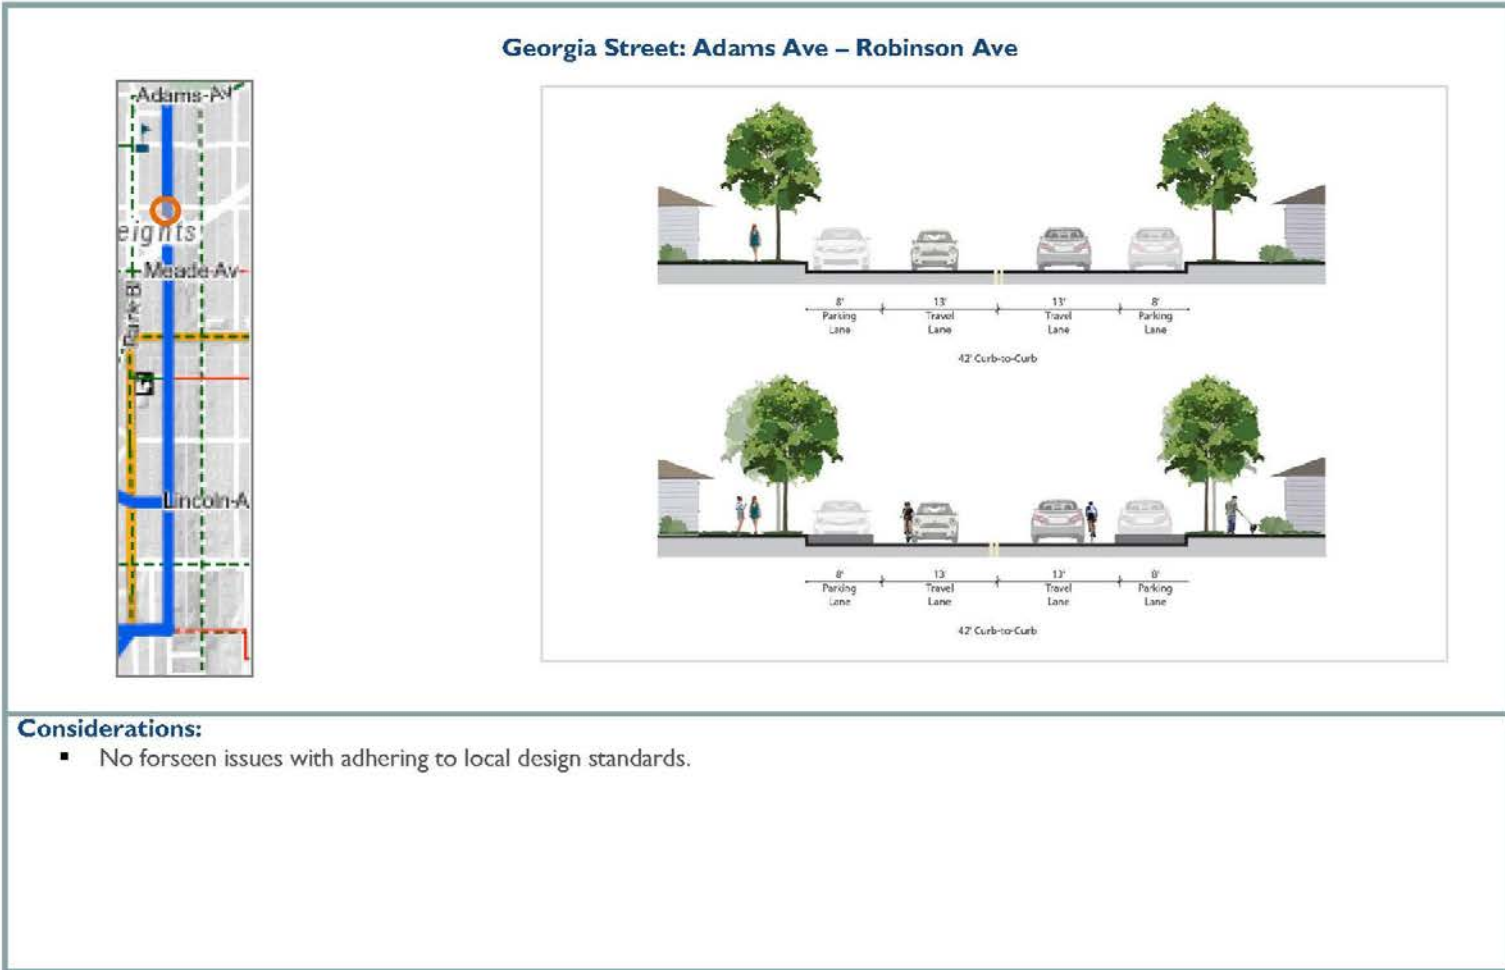 Georgia Street: Adams Ave – Robinson Ave
Adams-Av
eights
Meade-Av
Park B
Lincoln-A
8' 13' 13' 8'
Parking Travel Travel Parking
Lane Lane Lane Lane
42' Curb-to-Curb
8' 13' 13' 8'
Parking Travel Travel Parking
Lane Lane Lane Lane
42' Curb-to-Curb
Considerations:
▪ No forseen issues with adhering to local design standards.